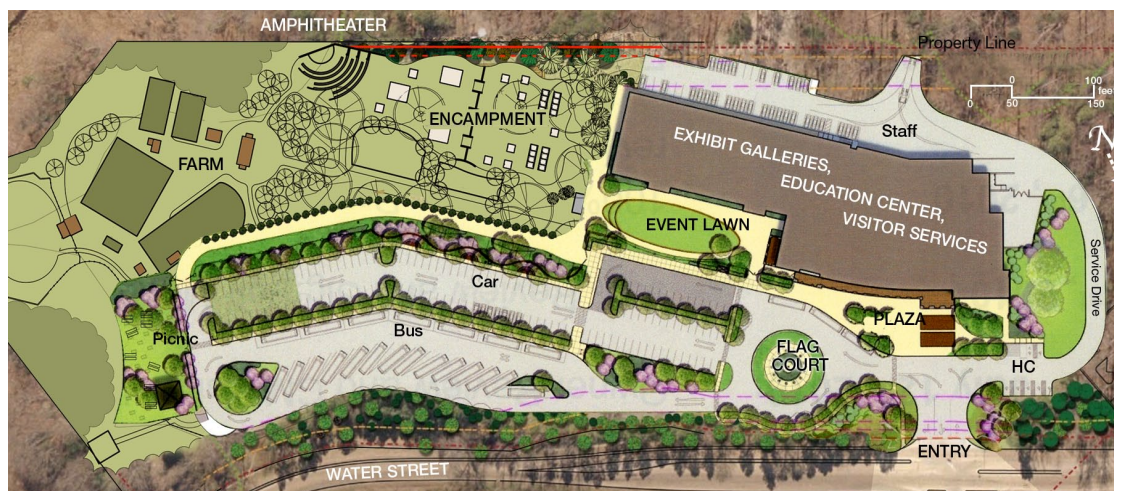 AMPHITHEATER
Property Line
0 100
feet
50 150
N
ENCAMPMENT
Staff
EXHIBIT GALLERIES,
EDUCATION CENTER,
VISITOR SERVICES
FARM
EVENT LAWN
Service Drive
Car
Bus
Picnic
PLAZA
FLAG
COURT
HC
ENTRY
WATER STREET